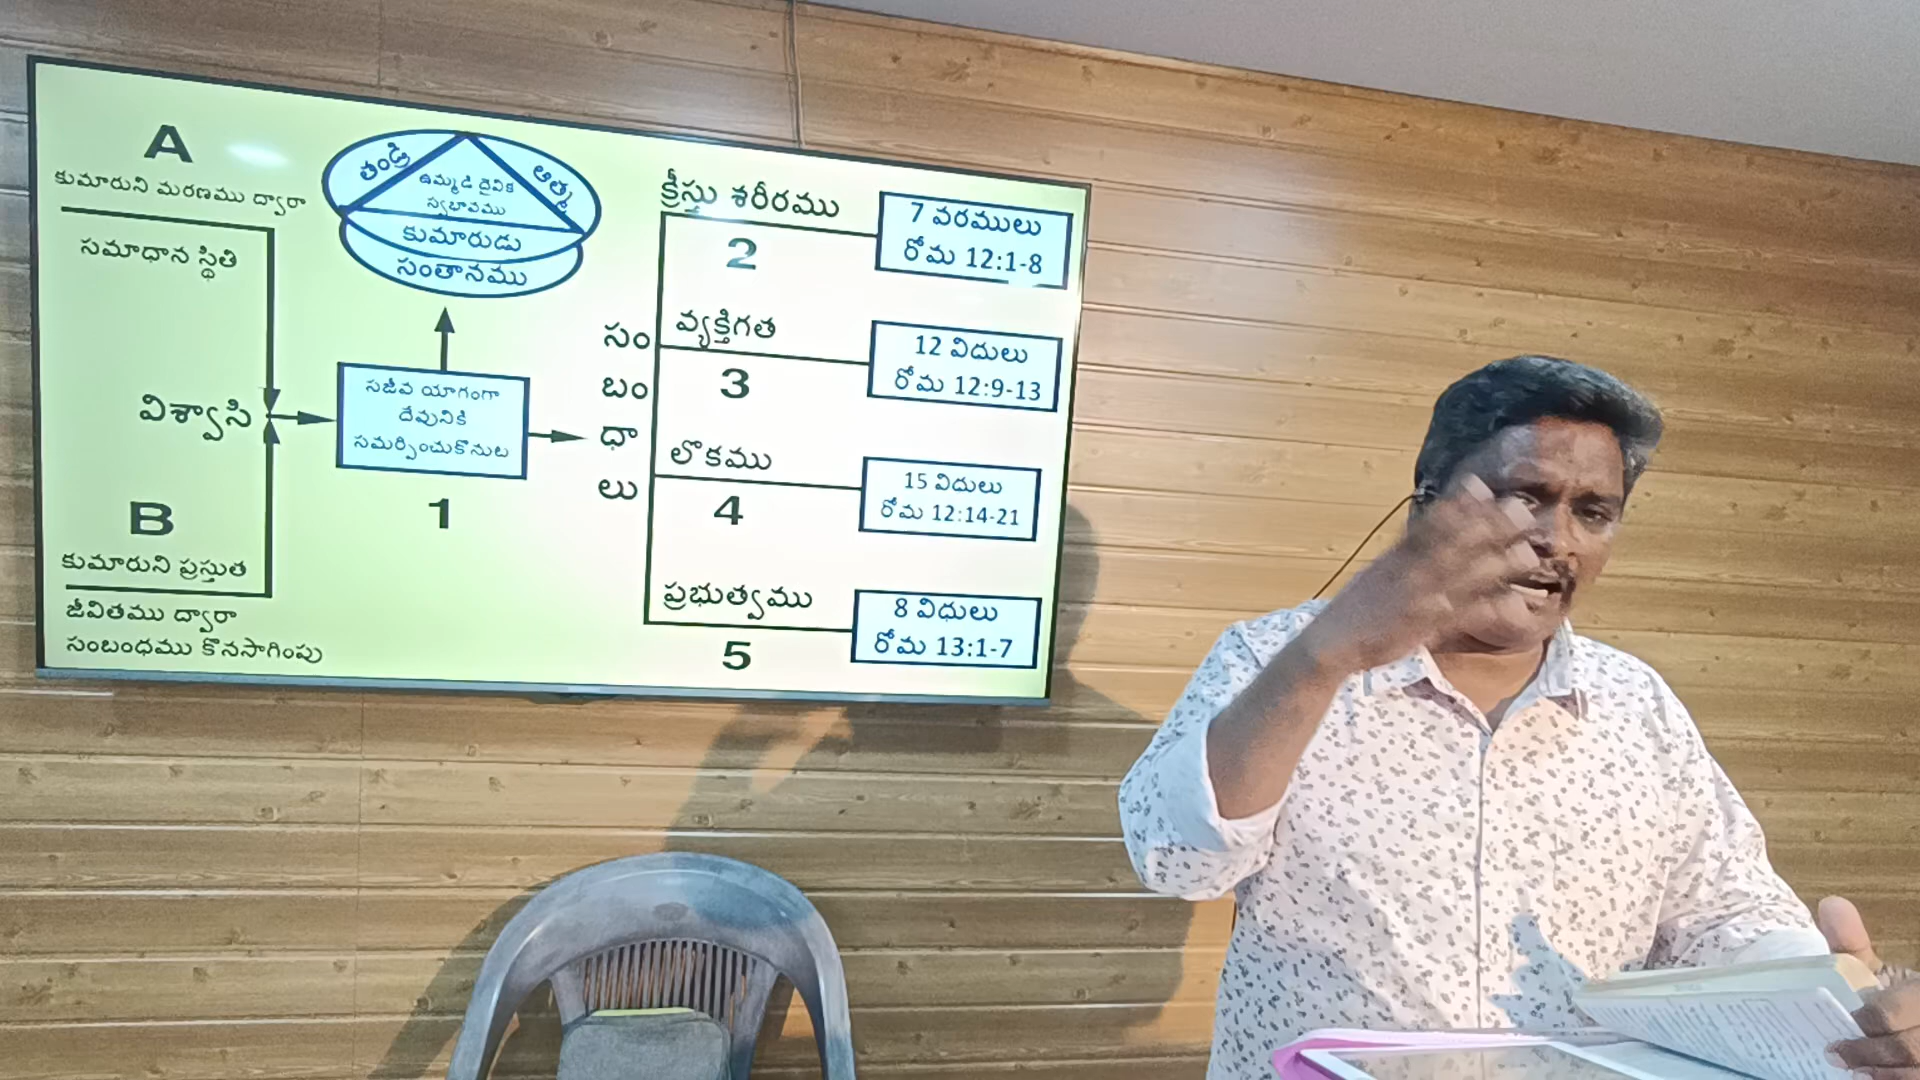 A
కుమారుని మరణము ద్వారా
సమాధాన స్థితి
విశ్వాసి
B
కుమారుని ప్రస్తుత
జీవితము ద్వారా
సంబంధము కొనసాగింపు
తండ్రి
ఆత్మ
ఉమ్మడి దైవిక
స్వభావము
కుమారుడు
సంతానము
సజీవ యాగంగా
దేవునికి
సమర్పించుకొనుట
1
సం
బం
ధా
లు
క్రీస్తు శరీరము
2
7 వరములు
రోమ 12:1-8
వ్యక్తిగత
3
12 విదులు
రోమ 12:9-13
లొకము
4
15 విదులు
రోమ 12:14-21
ప్రభుత్వము
5
8 విధులు
రోమ 13:1-7